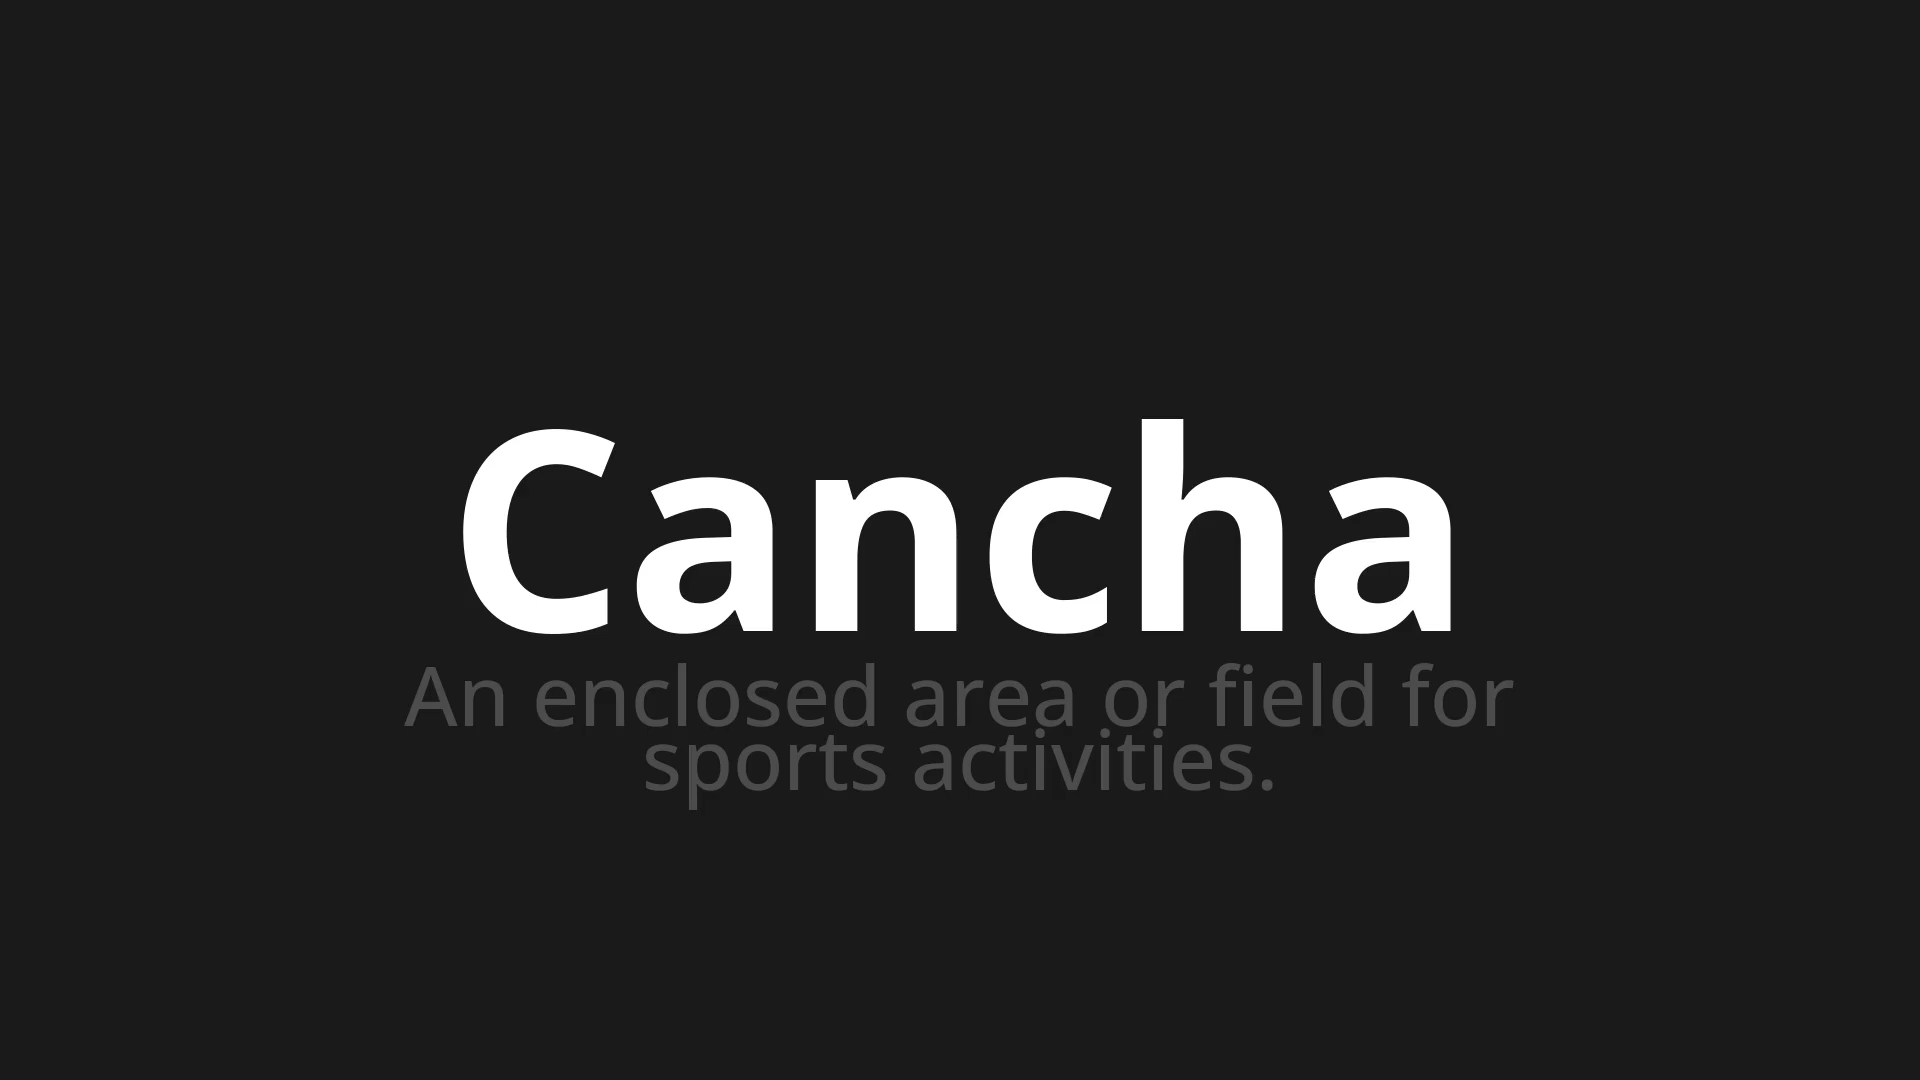 Cancha
An enclosed area or field for
sports activities.